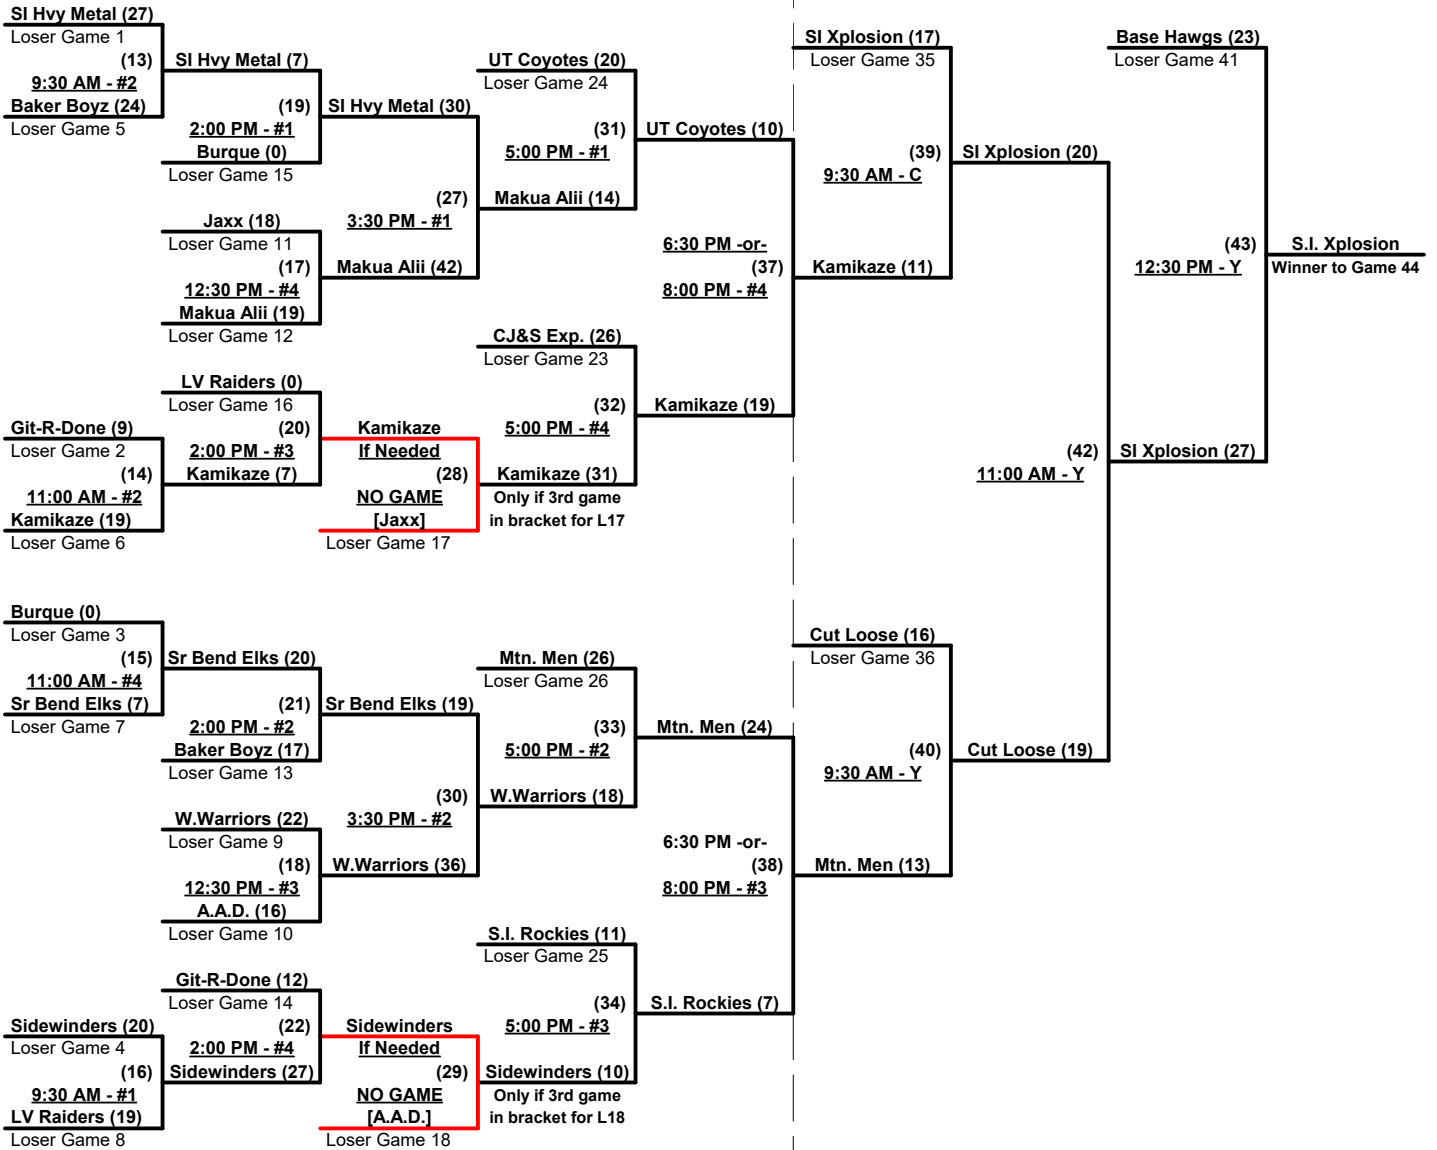 SI Hvy Metal (27)
Loser Game 1
(13)
9:30 AM - #2
Baker Boyz (24)
Loser Game 5
SI Hvy Metal (7)
(19)
2:00 PM - #1
Burque (0)
Loser Game 15
SI Hvy Metal (30)
Jaxx (18)
Loser Game 11
(17)
12:30 PM - #4
Makua Alii (19)
Loser Game 12
(27)
3:30 PM - #1
Makua Alii (42)
UT Coyotes (20)
Loser Game 24
(31)
5:00 PM - #1
Makua Alii (14)
UT Coyotes (10)
6:30 PM -or-
(37)
8:00 PM - #4
LV Raiders (0)
Loser Game 16
(20)
2:00 PM - #3
Kamikaze (7)
Git-R-Done (9)
Loser Game 2
(14)
11:00 AM - #2
Kamikaze (19)
Loser Game 6
Kamikaze
If Needed
(28)
NO GAME
[Jaxx]
Loser Game 17
CJ&S Exp. (26)
Loser Game 23
(32)
5:00 PM - #4
Kamikaze (31)
Only if 3rd game
in bracket for L17
Kamikaze (19)
SI Xplosion (17)
Loser Game 35
(39)
9:30 AM - C
Kamikaze (11)
SI Xplosion (20)
Base Hawgs (23)
Loser Game 41
(43)
12:30 PM - Y
S.I. Xplosion
Winner to Game 44
(42)
11:00 AM - Y
SI Xplosion (27)
Burque (0)
Loser Game 3
(15)
11:00 AM - #4
Sr Bend Elks (7)
Loser Game 7
Sr Bend Elks (20)
(21)
2:00 PM - #2
Baker Boyz (17)
Loser Game 13
Sr Bend Elks (19)
W.Warriors (22)
Loser Game 9
(18)
12:30 PM - #3
A.A.D. (16)
Loser Game 10
(30)
3:30 PM - #2
W.Warriors (36)
Mtn. Men (26)
Loser Game 26
(33)
5:00 PM - #2
W.Warriors (18)
Mtn. Men (24)
6:30 PM -or-
(38)
8:00 PM - #3
Git-R-Done (12)
Loser Game 14
(22)
2:00 PM - #4
Sidewinders (27)
Sidewinders (20)
Loser Game 4
(16)
9:30 AM - #1
LV Raiders (19)
Loser Game 8
Sidewinders
If Needed
(29)
NO GAME
[A.A.D.]
Loser Game 18
S.I. Rockies (11)
Loser Game 25
(34)
5:00 PM - #3
Sidewinders (10)
Only if 3rd game
in bracket for L18
S.I. Rockies (7)
Cut Loose (16)
Loser Game 36
(40)
9:30 AM - Y
Mtn. Men (13)
Cut Loose (19)